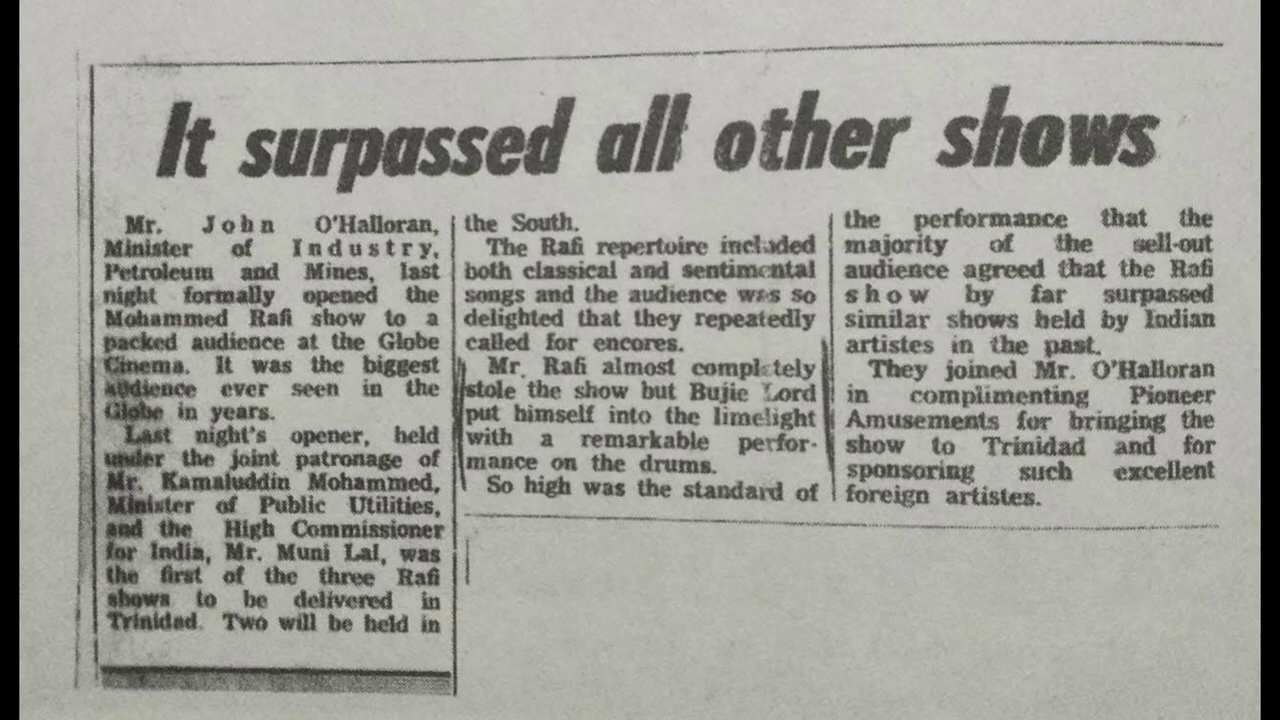 It surpassed all other shows
Mr. John O'Halloran,
Minister of Industry,
Petroleum and Mines, last
night formally opened the
Mohammed Rafi show to a
packed audience at the Globe
Cinema. It was the biggest
audience ever seen in the
Globe in years.
Last night's opener, held
under the joint patronage of
Mr. Kamaluddin Mohammed,
Minister of Public Utilities,
and the High Commissioner
for India, Mr. Muni Lal, was
the first of the three Rafi
shows to be delivered in
Trinidad. Two will be held in
the South.
The Rafi repertoire included
both classical and sentimental
songs and the audience was so
delighted that they repeatedly
called for encores.
Mr. Rafi almost completely
stole the show but Bujie Lord
put himself into the limelight
with a remarkable perfor-
mance on the drums.
So high was the standard of
the performance that the
majority of the sell-out
audience agreed that the Rafi
show by far surpassed
similar shows held by Indian
artistes in the past.
They joined Mr. O'Halloran
in complimenting Pioneer
Amusements for bringing the
show to Trinidad and for
sponsoring such excellent
foreign artistes.